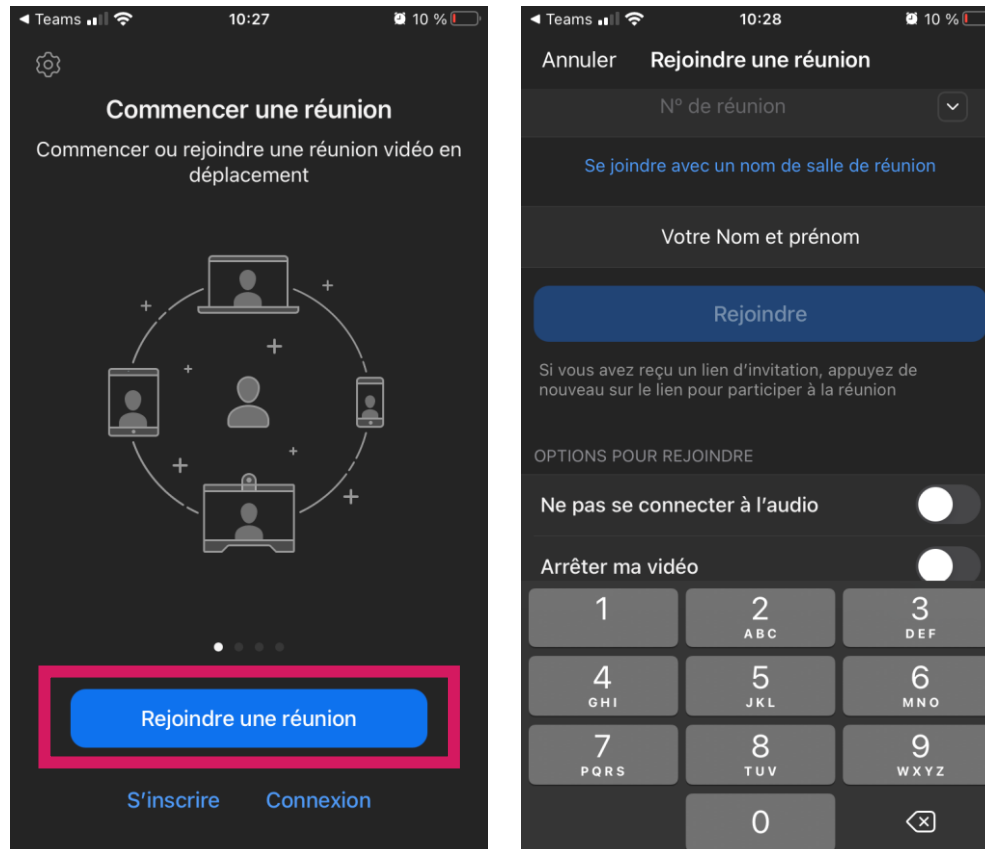 Teams 10:27 10 %
Commencer une réunion
Commencer ou rejoindre une réunion vidéo en
déplacement
Rejoindre une réunion
S'inscrire Connexion
Teams 10:28 10 %
Annuler Rejoindre une réunion
N° de réunion
Se joindre avec un nom de salle de réunion
Votre Nom et prénom
Rejoindre
Si vous avez reçu un lien d'invitation, appuyez de
nouveau sur le lien pour participer à la réunion
OPTIONS POUR REJOINDRE
Ne pas se connecter à l'audio
Arrêter ma vidéo
1 2 3
ABC DEF
4 5 6
GHI JKL MNO
7 8 9
PQRS TUV WXYZ
0